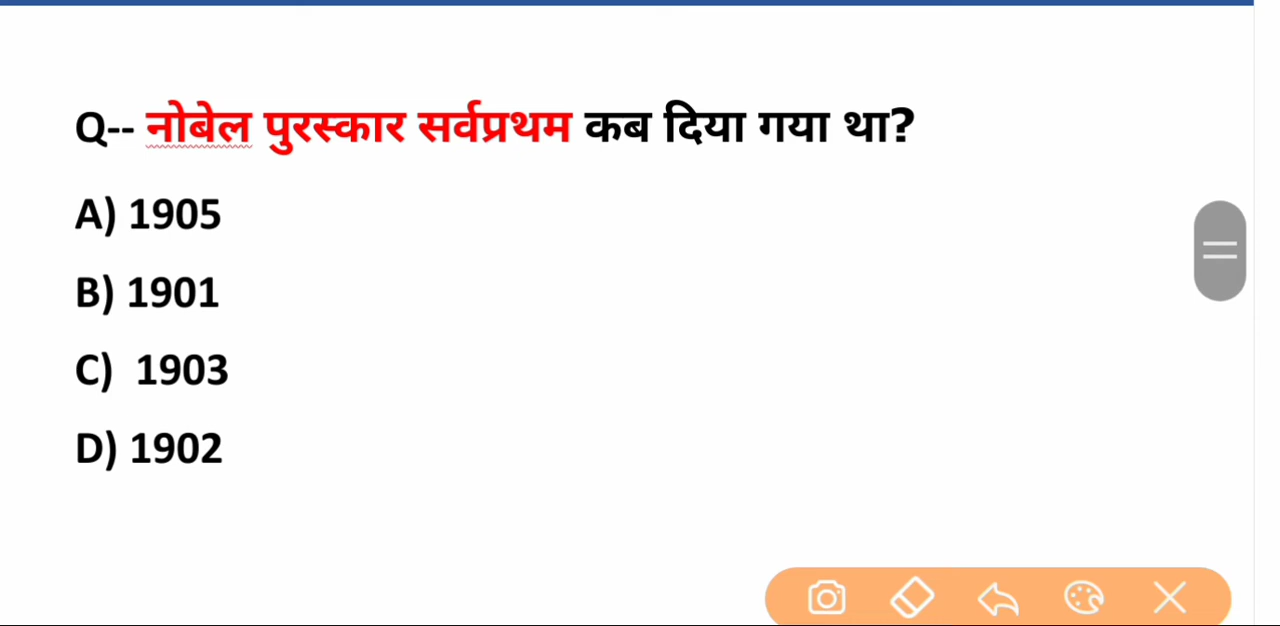 Q-- नोबेल पुरस्कार सर्वप्रथम कब दिया गया था?
A) 1905
B) 1901
C) 1903
D) 1902